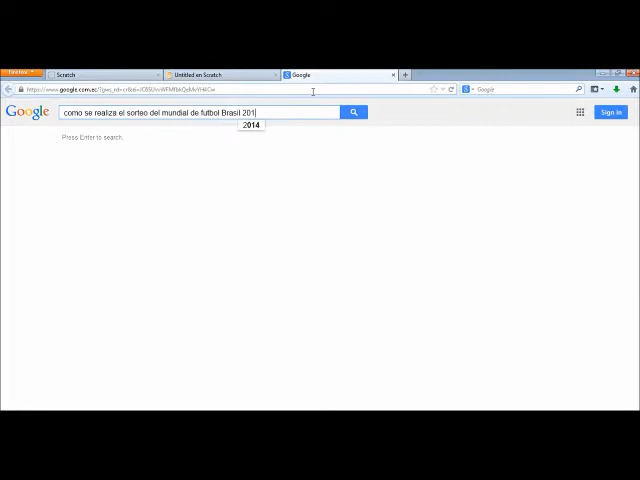 Firefox
Scratch
Untitled en Scratch
Google
Google
Google
como se realiza el sorteo del mundial de futbol Brasil 201
2014
Sign in
Press Enter to search.